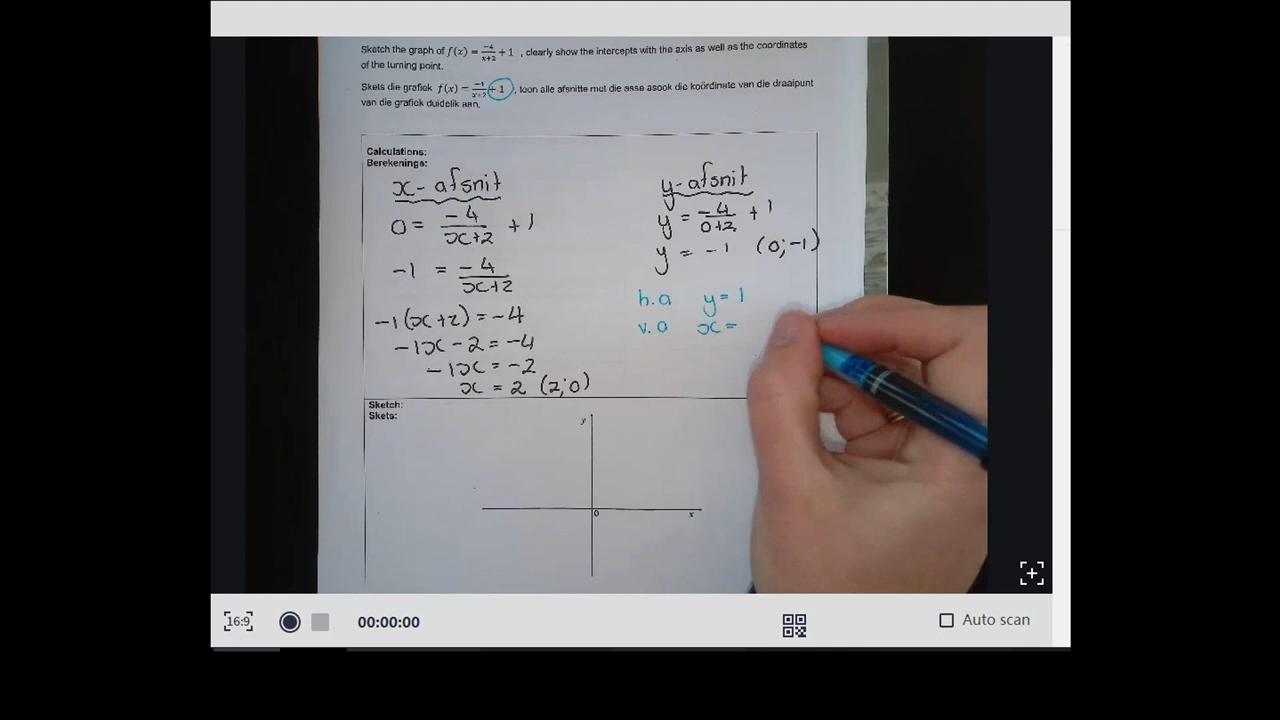 Sketch the graph of f(x) = -4/x+2 + 1 , clearly show the intercepts with the axis as well as the coordinates
of the turning point.
Skets die grafiek f(x) = -4/x+2 + 1 , toon alle afsnitte met die asse asook die koördinate van die draaipunt
van die grafiek duidelik aan.
Calculations:
Berekeninge:
x-afsnit
0 = -4/x+2 + 1
-1 = -4/x+2
-1(x+2) = -4
-1x - 2 = -4
-1x = -2
x = 2 (2;0)
y-afsnit
y = -4/0+2 + 1
y = -1 (0;-1)
h.a y = 1
v.a x =
Sketch:
Skets:
y
0
x
16:9
00:00:00
Auto scan